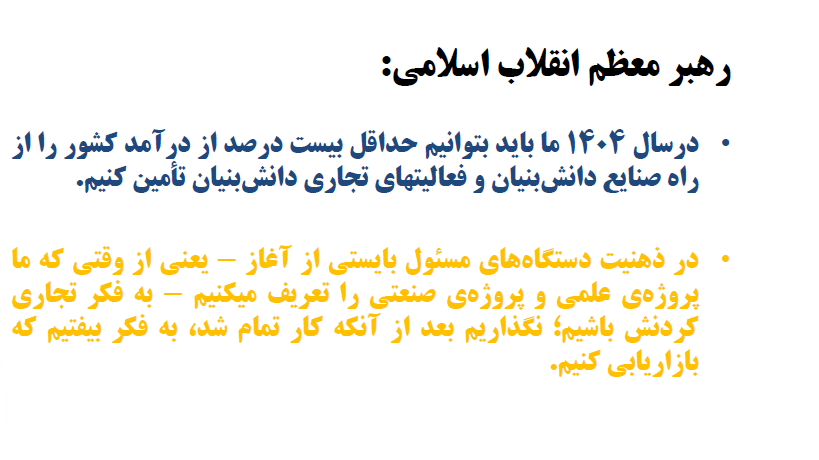 رهبر معظم انقلاب اسلامی:
• درسال ۱۴۰۴ ما باید بتوانیم حداقل بیست درصد از درآمد کشور را از
راه صنایع دانش‌بنیان و فعالیتهای تجاری دانش‌بنیان تأمین کنیم.
• در ذهنیت دستگاه‌های مسئول بایستی از آغاز – یعنی از وقتی که ما
پروژه‌ی علمی و پروژه‌ی صنعتی را تعریف میکنیم – به فکر تجاری
کردنش باشیم؛ نگذاریم بعد از آنکه کار تمام شد، به فکر بیفتیم که
بازاریابی کنیم.